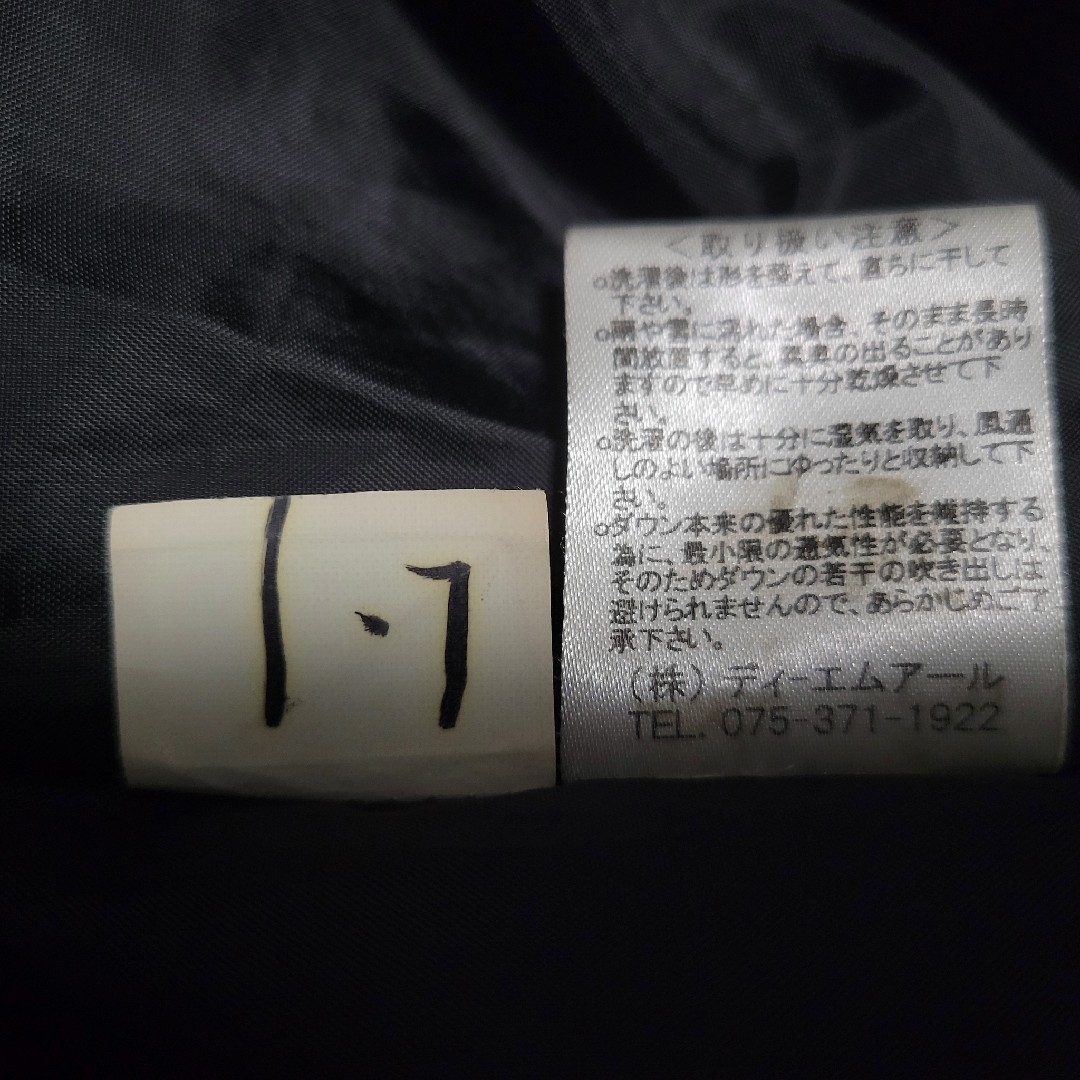 <取り扱い注意>
○洗濯後は形を整えて、直ちに干して
下さい。
○雨や雪に濡れた場合、そのまま長時
間放置すると、異臭の出ることがあり
ますので早めに十分乾燥させて下
さい。
○洗濯の後は十分に湿気を取り、風通
しのよい場所にゆったりと収納して下
さい。
○ダウン本来の優れた性能を維持する
為に、最小限の通気性が必要となり、
そのためダウンの若干の吹き出しは
避けられませんので、あらかじめご了
承下さい。
(株)ディーエムアール
TEL. 075-371-1922
1.7